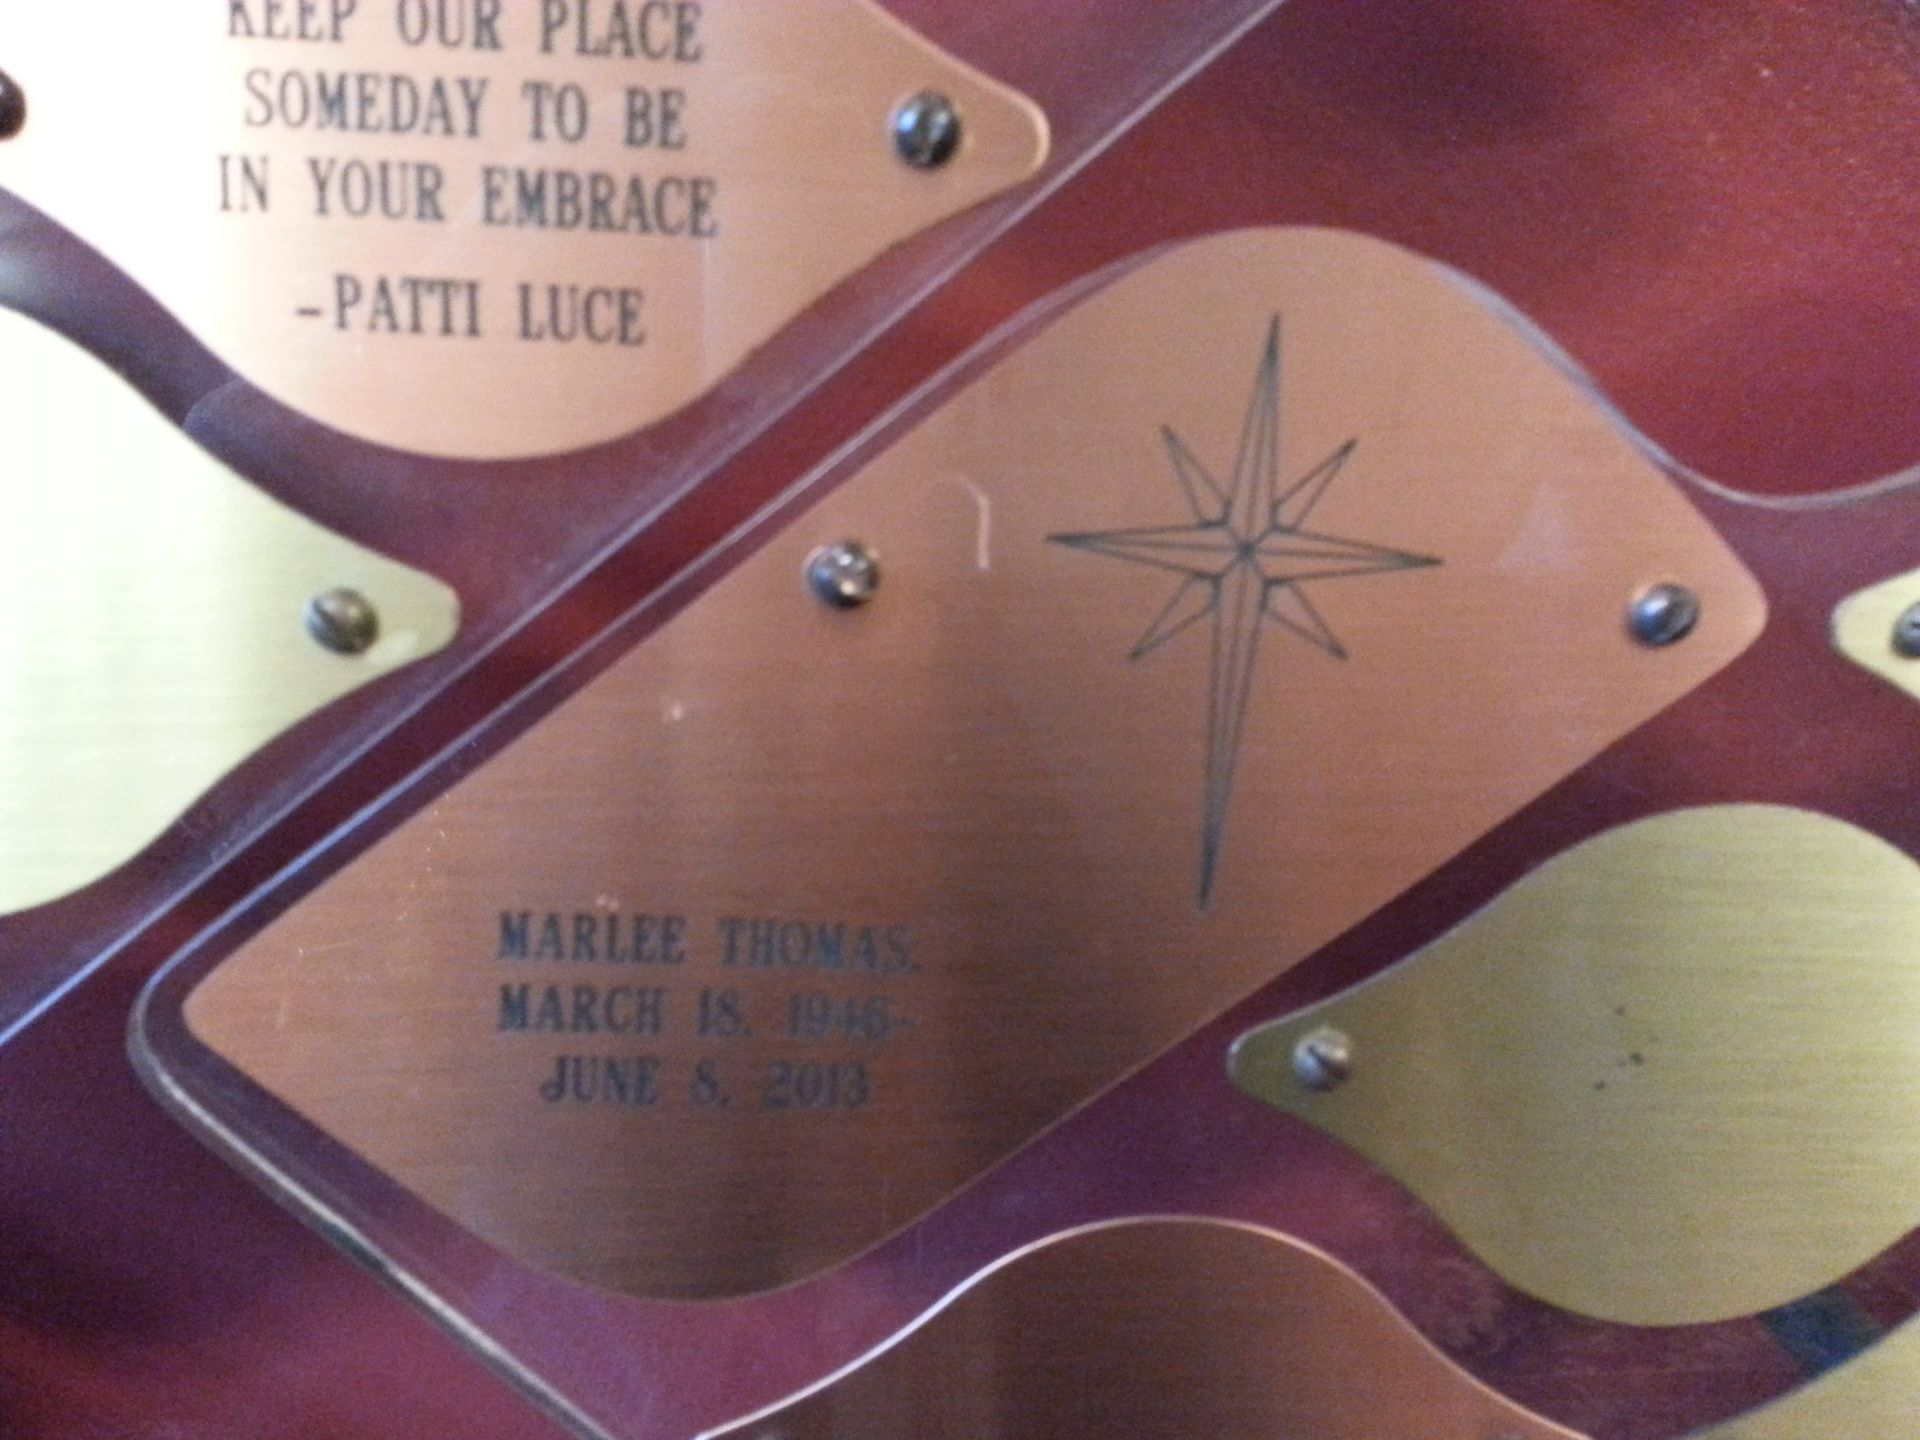 KEEP OUR PLACE
SOMEDAY TO BE
IN YOUR EMBRACE
-PATTI LUCE
MARLEE THOMAS,
MARCH 18, 1946-
JUNE 8, 2013